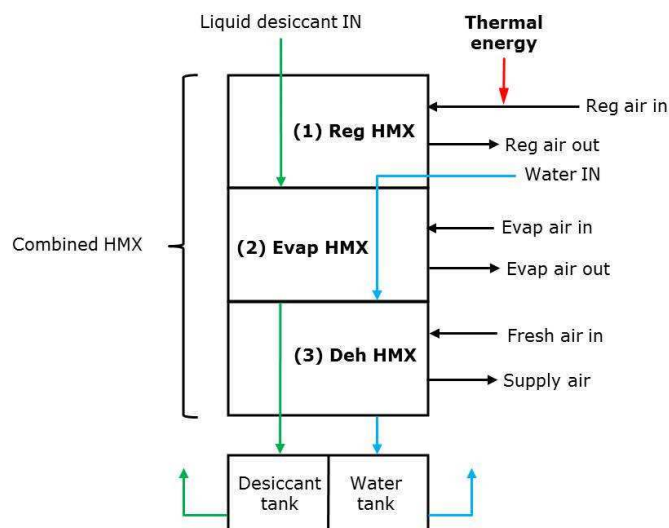 Liquid desiccant IN
Thermal
energy
(1) Reg HMX
Reg air in
Reg air out
Water IN
Combined HMX
(2) Evap HMX
Evap air in
Evap air out
(3) Deh HMX
Fresh air in
Supply air
Desiccant
tank
Water
tank